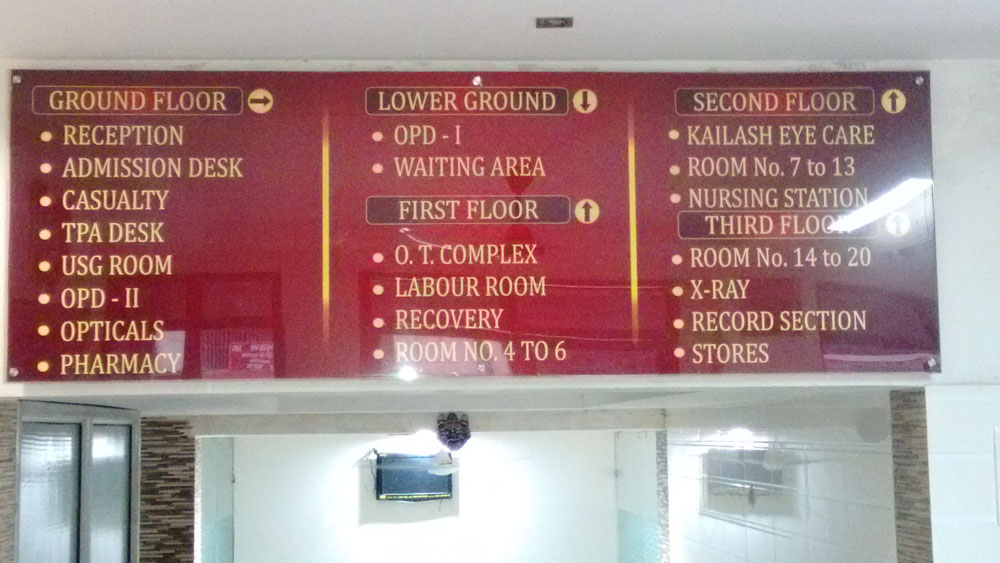 GROUND FLOOR
RECEPTION
ADMISSION DESK
CASUALTY
TPA DESK
USG ROOM
OPD - II
OPTICALS
PHARMACY
LOWER GROUND
OPD - I
WAITING AREA
FIRST FLOOR
O. T. COMPLEX
LABOUR ROOM
RECOVERY
ROOM NO. 4 TO 6
SECOND FLOOR
KAILASH EYE CARE
ROOM No. 7 to 13
NURSING STATION
THIRD FLOOR
ROOM No. 14 to 20
X-RAY
RECORD SECTION
STORES